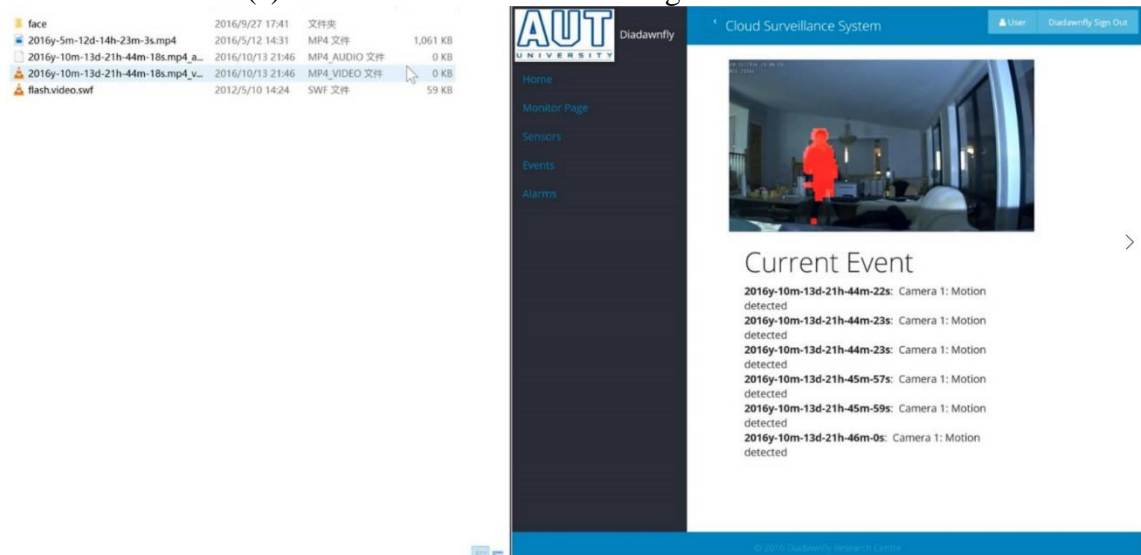 face 2016/9/27 17:41 文件夹
2016y-5m-12d-14h-23m-3s.mp4 2016/5/12 14:31 MP4 文件 1,061 KB
2016y-10m-13d-21h-44m-18s.mp4_a... 2016/10/13 21:46 MP4_AUDIO 文件 0 KB
2016y-10m-13d-21h-44m-18s.mp4_v... 2016/10/13 21:46 MP4_VIDEO 文件 0 KB
flash.video.swf 2012/5/10 14:24 SWF 文件 59 KB
AUT
UNIVERSITY
Diadawnfly
Home
Monitor Page
Sensors
Events
Alarms
Cloud Surveillance System
User
Diadawnfly Sign Out
Current Event
2016y-10m-13d-21h-44m-22s: Camera 1: Motion
detected
2016y-10m-13d-21h-44m-23s: Camera 1: Motion
detected
2016y-10m-13d-21h-44m-23s: Camera 1: Motion
detected
2016y-10m-13d-21h-45m-57s: Camera 1: Motion
detected
2016y-10m-13d-21h-45m-59s: Camera 1: Motion
detected
2016y-10m-13d-21h-46m-0s: Camera 1: Motion
detected
© 2016 Diadawnfly Research Centre